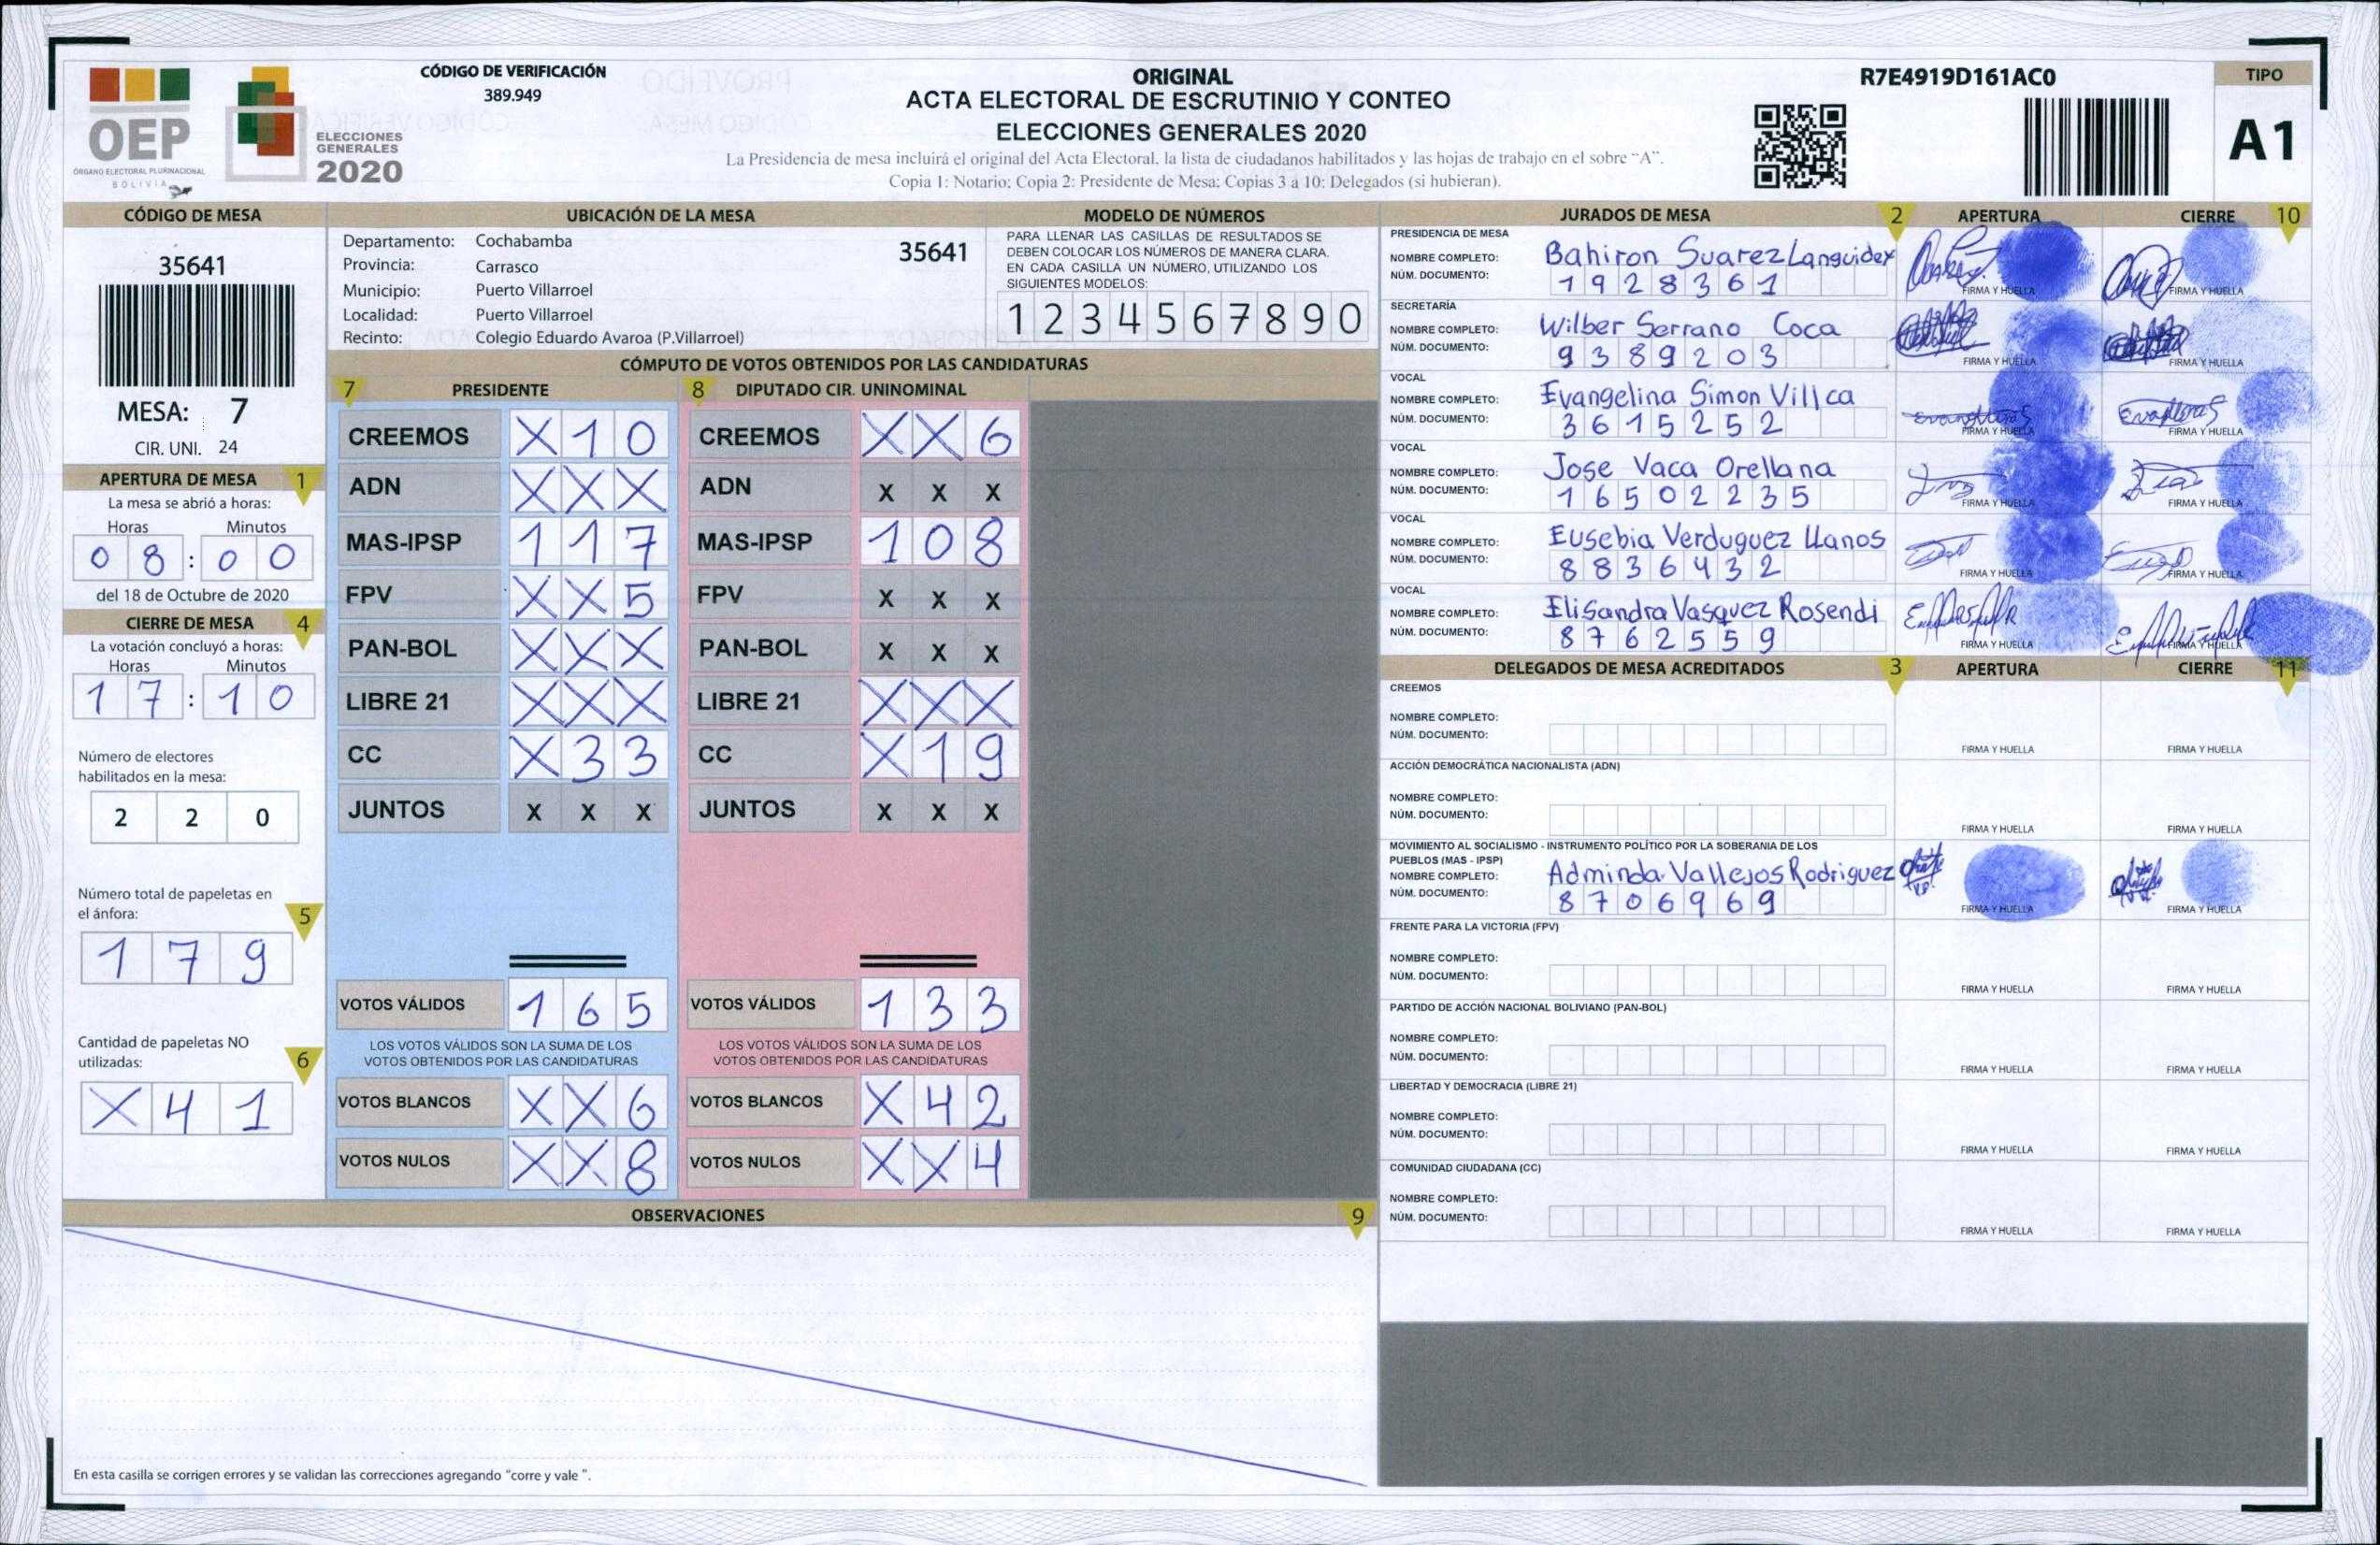 CÓDIGO DE VERIFICACIÓN
389.949
OEP
ÓRGANO ELECTORAL PLURINACIONAL
BOLIVIA
ELECCIONES
GENERALES
2020
ORIGINAL
ACTA ELECTORAL DE ESCRUTINIO Y CONTEO
ELECCIONES GENERALES 2020
La Presidencia de mesa incluirá el original del Acta Electoral, la lista de ciudadanos habilitados y las hojas de trabajo en el sobre "A".
Copia 1: Notario; Copia 2: Presidente de Mesa; Copias 3 a 10: Delegados (si hubieran).
R7E4919D161AC0
TIPO
A1
CÓDIGO DE MESA
35641
MESA: 7
CIR. UNI. 24
APERTURA DE MESA 1
La mesa se abrió a horas:
Horas Minutos
0 8 : 0 0
del 18 de Octubre de 2020
CIERRE DE MESA 4
La votación concluyó a horas:
Horas Minutos
1 7 : 1 0
Número de electores
habilitados en la mesa:
2 2 0
Número total de papeletas en
el ánfora: 5
1 7 9
Cantidad de papeletas NO
utilizadas: 6
X 4 1
UBICACIÓN DE LA MESA
Departamento: Cochabamba
35641
Provincia: Carrasco
Municipio: Puerto Villarroel
Localidad: Puerto Villarroel
Recinto: Colegio Eduardo Avaroa (P.Villarroel)
MODELO DE NÚMEROS
PARA LLENAR LAS CASILLAS DE RESULTADOS SE
DEBEN COLOCAR LOS NÚMEROS DE MANERA CLARA.
EN CADA CASILLA UN NÚMERO, UTILIZANDO LOS
SIGUIENTES MODELOS:
1 2 3 4 5 6 7 8 9 0
CÓMPUTO DE VOTOS OBTENIDOS POR LAS CANDIDATURAS
7 PRESIDENTE 8 DIPUTADO CIR. UNINOMINAL
CREEMOS X 1 0 CREEMOS X X 6
ADN X X X ADN X X X
MAS-IPSP 1 1 7 MAS-IPSP 1 0 8
FPV X X 5 FPV X X X
PAN-BOL X X X PAN-BOL X X X
LIBRE 21 X X X LIBRE 21 X X X
CC X 3 3 CC X 1 9
JUNTOS X X X JUNTOS X X X
VOTOS VÁLIDOS 1 6 5 VOTOS VÁLIDOS 1 3 3
LOS VOTOS VÁLIDOS SON LA SUMA DE LOS LOS VOTOS VÁLIDOS SON LA SUMA DE LOS
VOTOS OBTENIDOS POR LAS CANDIDATURAS VOTOS OBTENIDOS POR LAS CANDIDATURAS
VOTOS BLANCOS X X 6 VOTOS BLANCOS X 4 2
VOTOS NULOS X X 8 VOTOS NULOS X X 4
OBSERVACIONES 9
En esta casilla se corrigen errores y se validan las correcciones agregando "corre y vale ".
JURADOS DE MESA 2 APERTURA CIERRE 10
PRESIDENCIA DE MESA
NOMBRE COMPLETO: Bahiron Suarez Languidey
NÚM. DOCUMENTO: 1 9 2 8 3 6 1
FIRMA Y HUELLA FIRMA Y HUELLA
SECRETARÍA
NOMBRE COMPLETO: Wilber Serrano Coca
NÚM. DOCUMENTO: 9 3 8 9 2 0 3
FIRMA Y HUELLA FIRMA Y HUELLA
VOCAL
NOMBRE COMPLETO: Evangelina Simon Villca
NÚM. DOCUMENTO: 3 6 1 5 2 5 2
FIRMA Y HUELLA FIRMA Y HUELLA
VOCAL
NOMBRE COMPLETO: Jose Vaca Orellana
NÚM. DOCUMENTO: 1 6 5 0 2 2 3 5
FIRMA Y HUELLA FIRMA Y HUELLA
VOCAL
NOMBRE COMPLETO: Eusebia Verduguez Llanos
NÚM. DOCUMENTO: 8 8 3 6 4 3 2
FIRMA Y HUELLA FIRMA Y HUELLA
VOCAL
NOMBRE COMPLETO: Elisandra Vasquez Rosendi
NÚM. DOCUMENTO: 8 7 6 2 5 5 9
FIRMA Y HUELLA FIRMA Y HUELLA
DELEGADOS DE MESA ACREDITADOS 3 APERTURA CIERRE 11
CREEMOS
NOMBRE COMPLETO:
NÚM. DOCUMENTO:
FIRMA Y HUELLA FIRMA Y HUELLA
ACCIÓN DEMOCRÁTICA NACIONALISTA (ADN)
NOMBRE COMPLETO:
NÚM. DOCUMENTO:
FIRMA Y HUELLA FIRMA Y HUELLA
MOVIMIENTO AL SOCIALISMO - INSTRUMENTO POLÍTICO POR LA SOBERANIA DE LOS
PUEBLOS (MAS - IPSP)
NOMBRE COMPLETO: Adminda Vallejos Rodriguez
NÚM. DOCUMENTO: 8 7 0 6 9 6 9
FIRMA Y HUELLA FIRMA Y HUELLA
FRENTE PARA LA VICTORIA (FPV)
NOMBRE COMPLETO:
NÚM. DOCUMENTO:
FIRMA Y HUELLA FIRMA Y HUELLA
PARTIDO DE ACCIÓN NACIONAL BOLIVIANO (PAN-BOL)
NOMBRE COMPLETO:
NÚM. DOCUMENTO:
FIRMA Y HUELLA FIRMA Y HUELLA
LIBERTAD Y DEMOCRACIA (LIBRE 21)
NOMBRE COMPLETO:
NÚM. DOCUMENTO:
FIRMA Y HUELLA FIRMA Y HUELLA
COMUNIDAD CIUDADANA (CC)
NOMBRE COMPLETO:
NÚM. DOCUMENTO:
FIRMA Y HUELLA FIRMA Y HUELLA